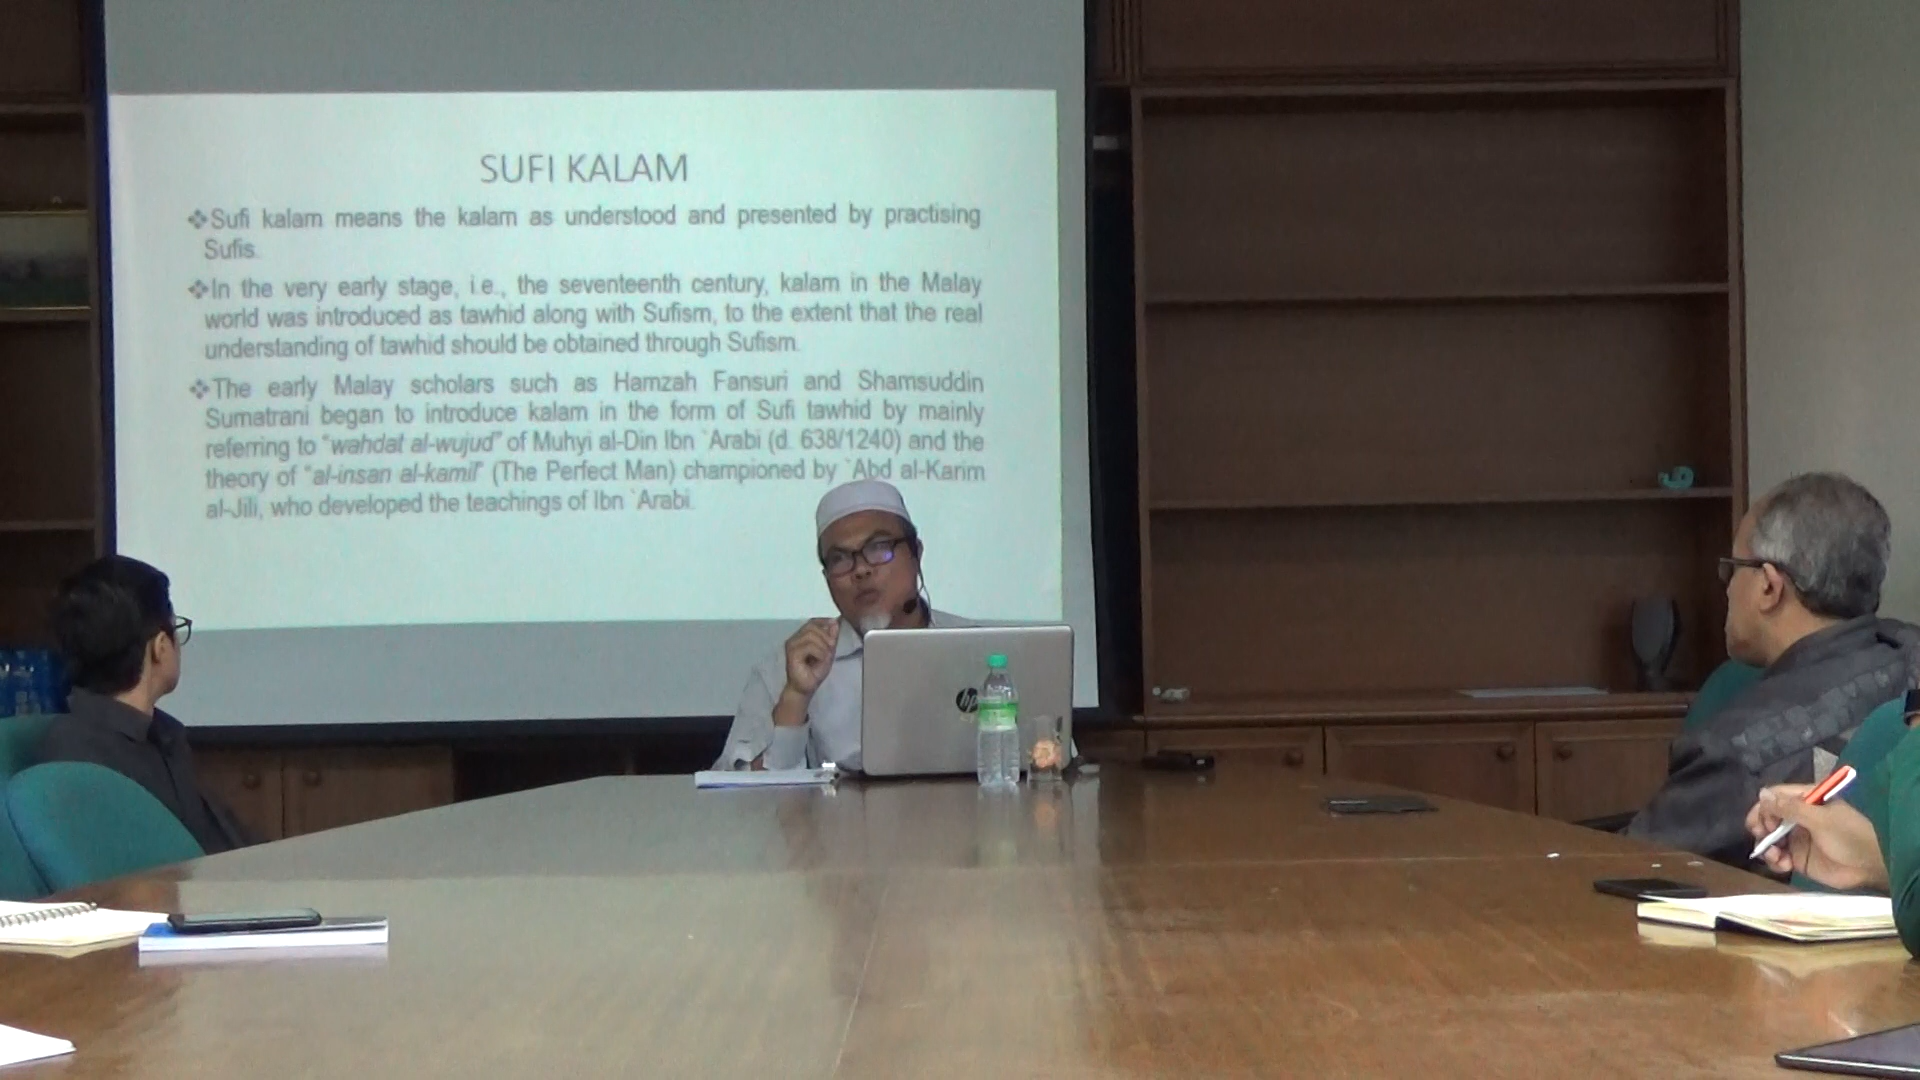 SUFI KALAM
❖Sufi kalam means the kalam as understood and presented by practising
Sufis.
❖In the very early stage, i.e., the seventeenth century, kalam in the Malay
world was introduced as tawhid along with Sufism, to the extent that the real
understanding of tawhid should be obtained through Sufism.
❖The early Malay scholars such as Hamzah Fansuri and Shamsuddin
Sumatrani began to introduce kalam in the form of Sufi tawhid by mainly
referring to “wahdat al-wujud” of Muhyi al-Din Ibn `Arabi (d. 638/1240) and the
theory of “al-insan al-kamil” (The Perfect Man) championed by `Abd al-Karim
al-Jili, who developed the teachings of Ibn `Arabi.
hp